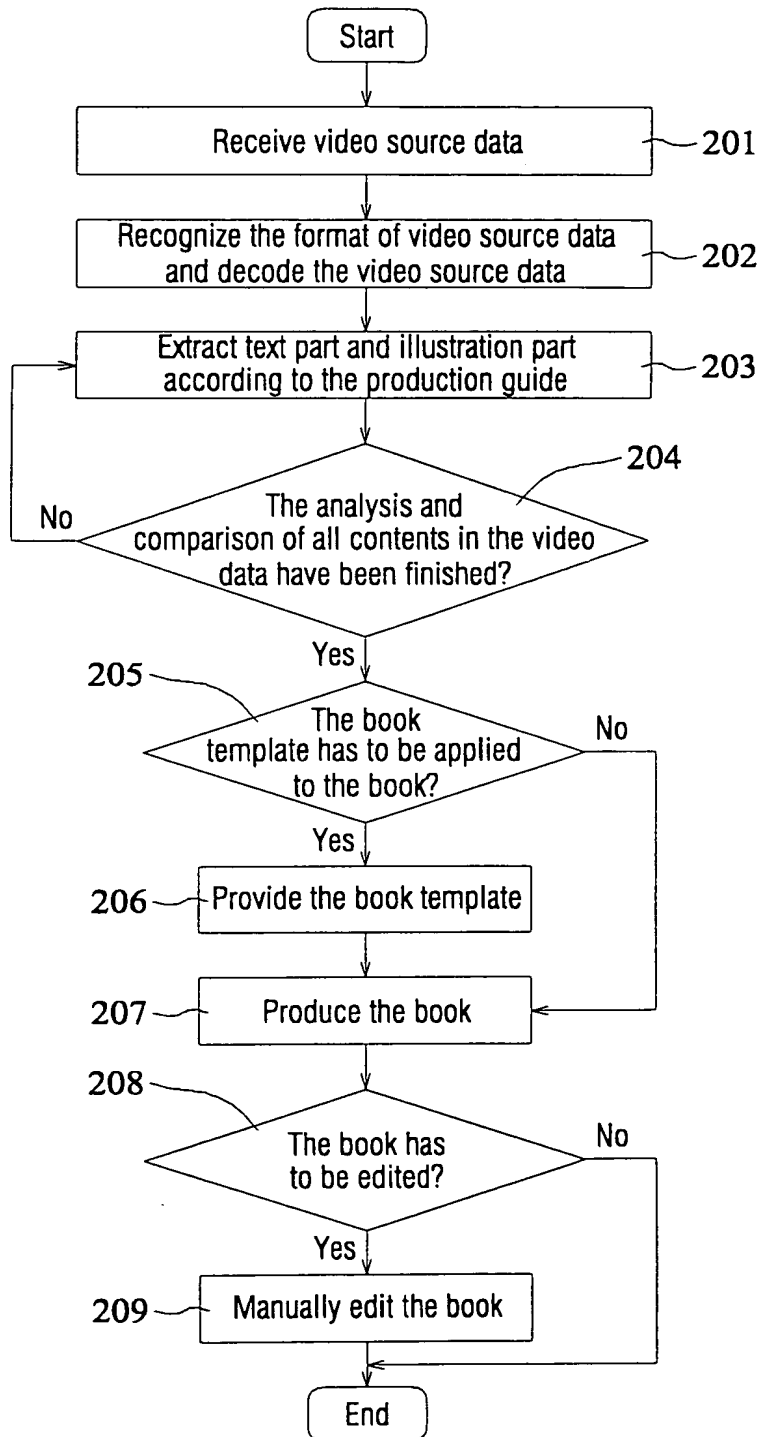 Start
Receive video source data
201
Recognize the format of video source data
and decode the video source data
202
Extract text part and illustration part
according to the production guide
203
204
The analysis and
comparison of all contents in the video
data have been finished?
No
Yes
205
The book
template has to be applied
to the book?
No
Yes
206
Provide the book template
207
Produce the book
208
The book has
to be edited?
No
Yes
209
Manually edit the book
End